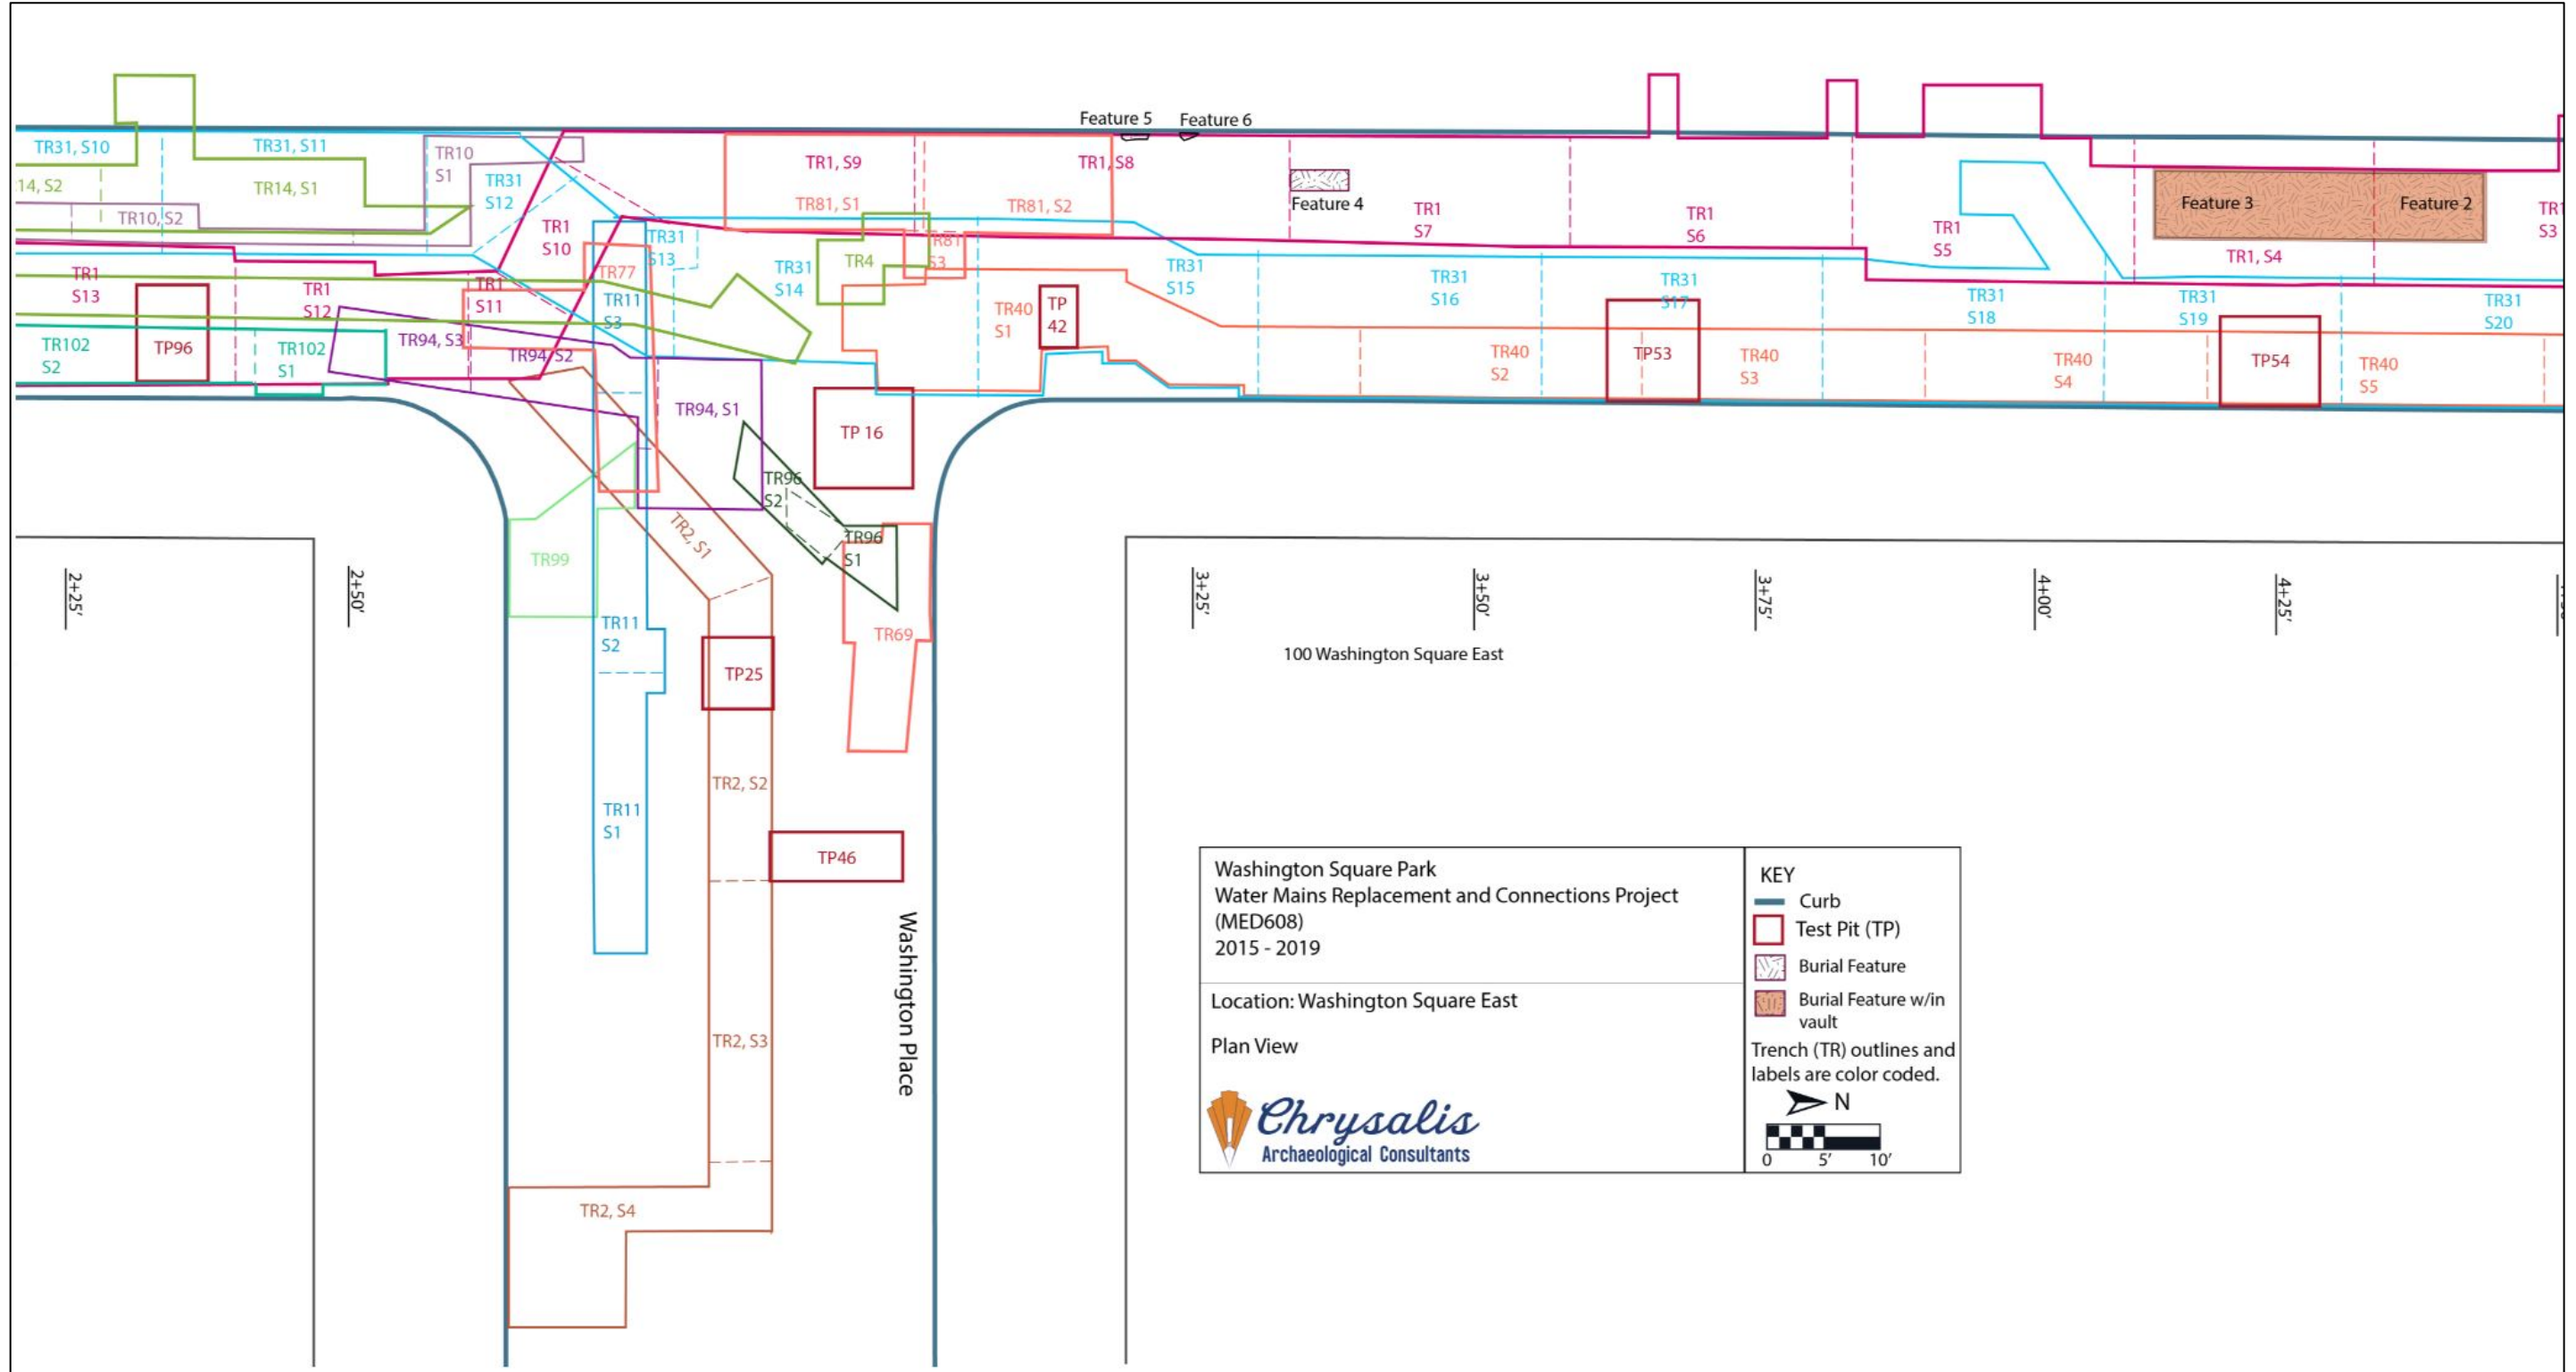 Feature 5
Feature 6
TR31, S10
TR31, S11
TR10
S1
TR31
S12
TR1, S9
TR1, S8
14, S2
TR14, S1
TR10, S2
TR81, S1
TR81, S2
Feature 4
Feature 3
Feature 2
TR1
S10
TR31
S13
TR81
S3
TR1
S7
TR1
S6
TR1
S5
TR1, S4
TR1
S3
TR1
S13
TR1
S12
TR1
S11
TR77
TR11
S3
TR31
S14
TR4
TR31
S15
TR31
S16
TR31
S17
TR31
S18
TR31
S19
TR31
S20
TR40
S1
TP
42
TR102
S2
TP96
TR102
S1
TR94, S3
TR94, S2
TR40
S2
TP53
TR40
S3
TR40
S4
TP54
TR40
S5
TR94, S1
TP 16
TR96
S2
TR2, S1
TR96
S1
TR99
2+25'
2+50'
3+25'
3+50'
3+75'
4+00'
4+25'
TR11
S2
TR69
100 Washington Square East
TP25
TR2, S2
TR11
S1
TP46
Washington Place
TR2, S3
TR2, S4
Washington Square Park
Water Mains Replacement and Connections Project
(MED608)
2015 - 2019
Location: Washington Square East
Plan View
Chrysalis
Archaeological Consultants
KEY
Curb
Test Pit (TP)
Burial Feature
Burial Feature w/in
vault
Trench (TR) outlines and
labels are color coded.
N
0 5' 10'